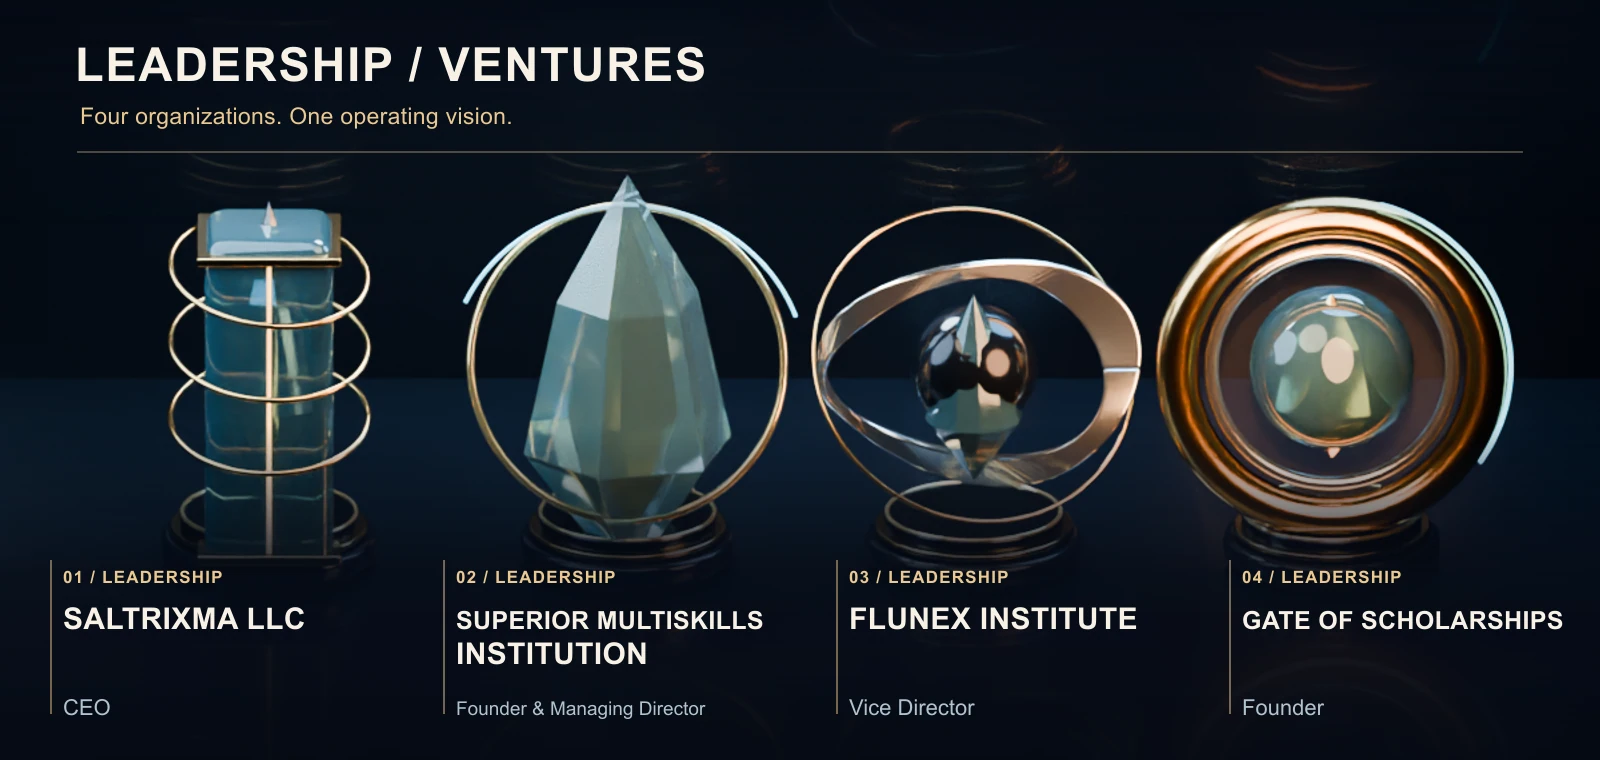 LEADERSHIP / VENTURES
Four organizations. One operating vision.
01 / LEADERSHIP
SALTRIXMA LLC
CEO
02 / LEADERSHIP
SUPERIOR MULTISKILLS
INSTITUTION
Founder & Managing Director
03 / LEADERSHIP
FLUNEX INSTITUTE
Vice Director
04 / LEADERSHIP
GATE OF SCHOLARSHIPS
Founder